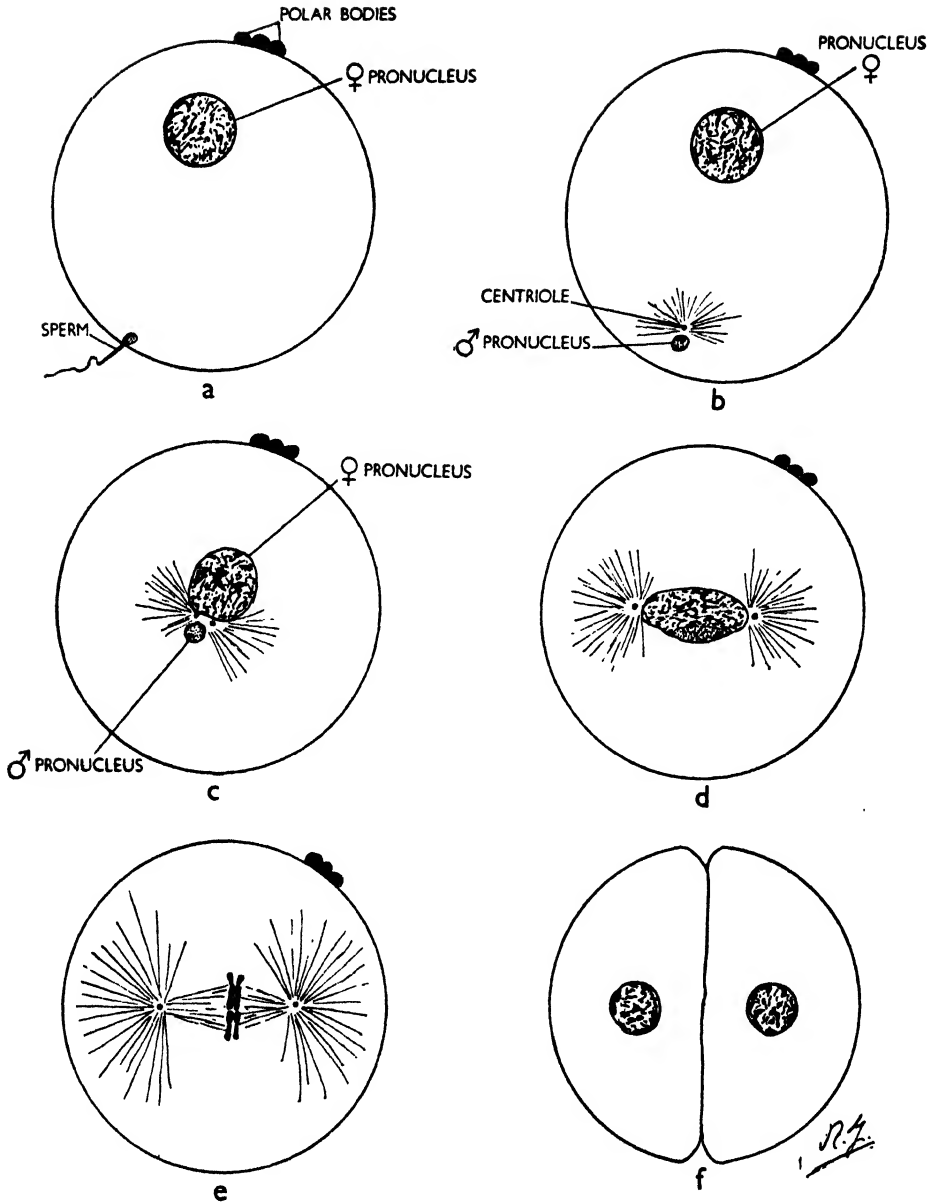 POLAR BODIES
♀ PRONUCLEUS
SPERM
a
PRONUCLEUS
♀
CENTRIOLE
♂ PRONUCLEUS
b
♀ PRONUCLEUS
♂ PRONUCLEUS
c
d
e
f